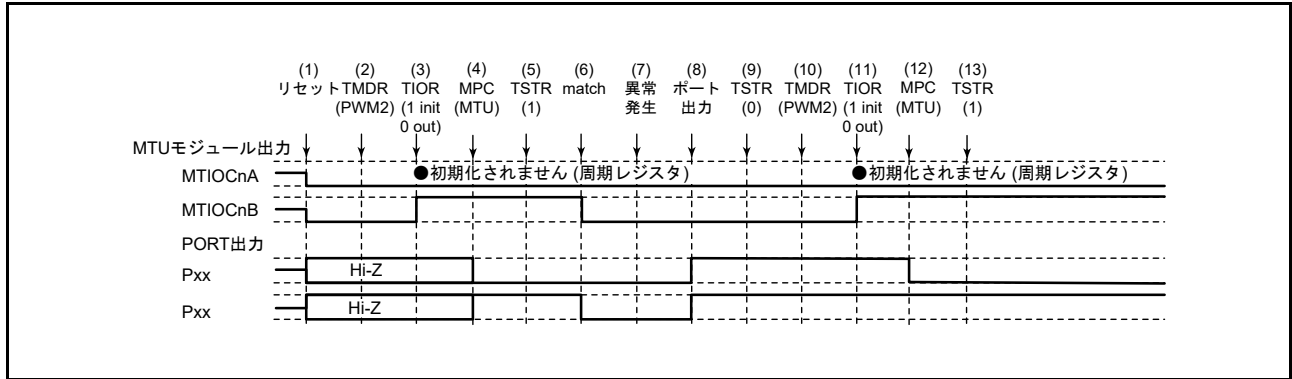 (1) (2) (3) (4) (5) (6) (7) (8) (9) (10) (11) (12) (13)
リセット TMDR TIOR MPC TSTR match 異常 ポート TSTR TMDR TIOR MPC TSTR
(PWM2) (1 init (MTU) (1) 発生 出力 (0) (PWM2) (1 init (MTU) (1)
0 out) 0 out)
MTUモジュール出力
MTIOCnA ●初期化されません (周期レジスタ) ●初期化されません (周期レジスタ)
MTIOCnB
PORT出力
Pxx Hi-Z
Pxx Hi-Z